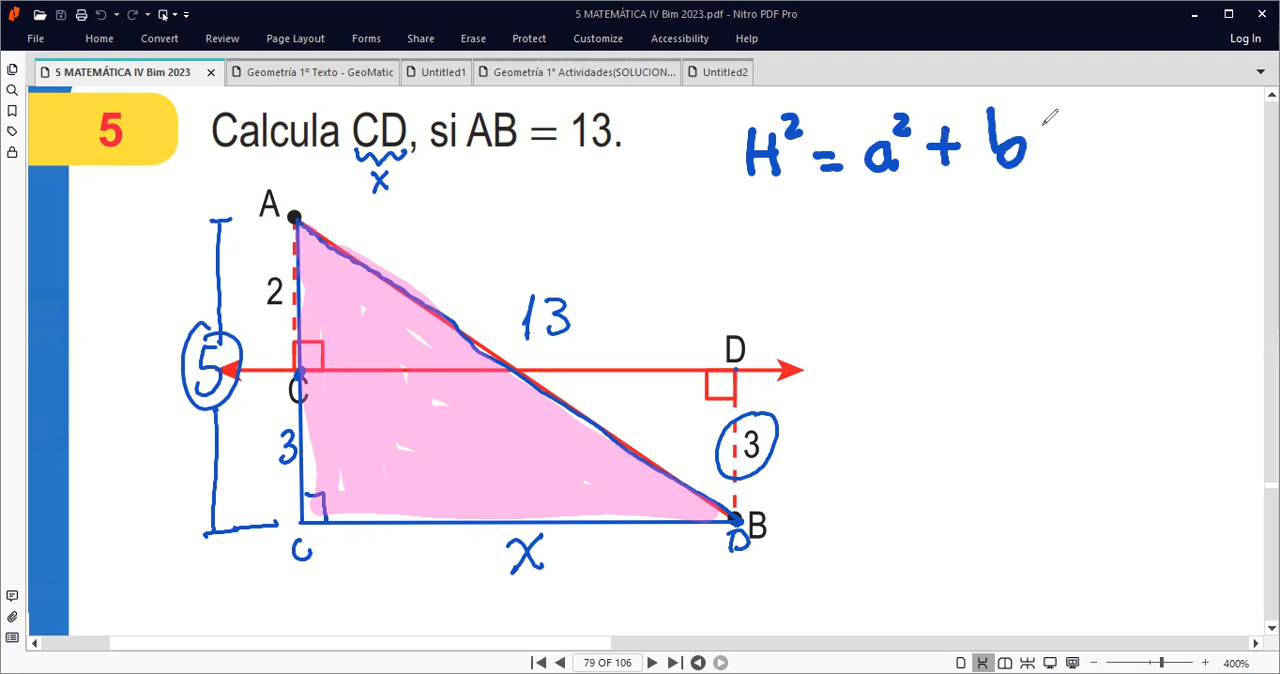 5 MATEMÁTICA IV Bim 2023.pdf - Nitro PDF Pro
File Home Convert Review Page Layout Forms Share Erase Protect Customize Accessibility Help Log In
5 MATEMÁTICA IV Bim 2023 × Geometría 1º Texto - GeoMatic Untitled1 Geometría 1° Actividades(SOLUCION... Untitled2
5 Calcula CD, si AB = 13.
H² = a² + b
x
A
2
13
5
D
C
3
3
B
C
x
D
79 OF 106
400%